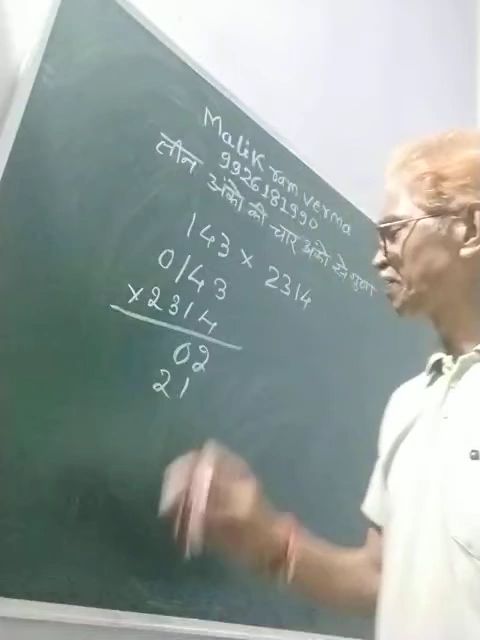 Malik ram verma
9926181990
तीन अंको की चार अंको से गुणा
143 × 2314
0143
×2314
02
21